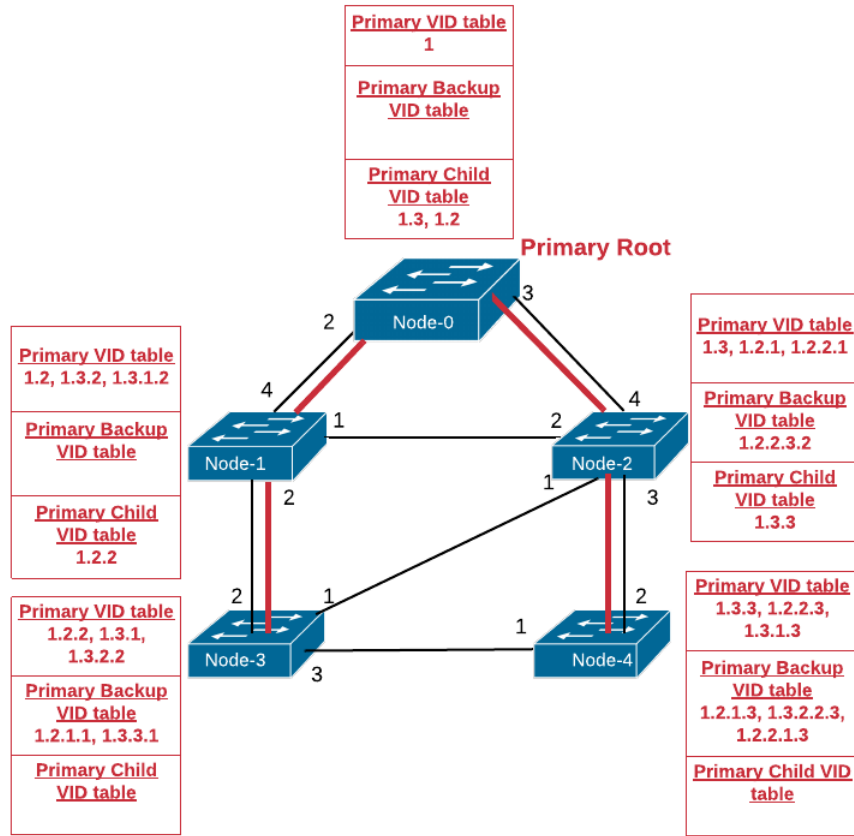 Primary VID table
1
Primary Backup
VID table
Primary Child
VID table
1.3, 1.2
Primary Root
Node-0
2
3
Primary VID table
1.2, 1.3.2, 1.3.1.2
Primary Backup
VID table
Primary Child
VID table
1.2.2
4
1
Node-1
2
2
4
Node-2
1
3
Primary VID table
1.3, 1.2.1, 1.2.2.1
Primary Backup
VID table
1.2.2.3.2
Primary Child
VID table
1.3.3
Primary VID table
1.2.2, 1.3.1,
1.3.2.2
Primary Backup
VID table
1.2.1.1, 1.3.3.1
Primary Child
VID table
2
1
Node-3
3
1
2
Node-4
Primary VID table
1.3.3, 1.2.2.3,
1.3.1.3
Primary Backup
VID table
1.2.1.3, 1.3.2.2.3,
1.2.2.1.3
Primary Child VID
table